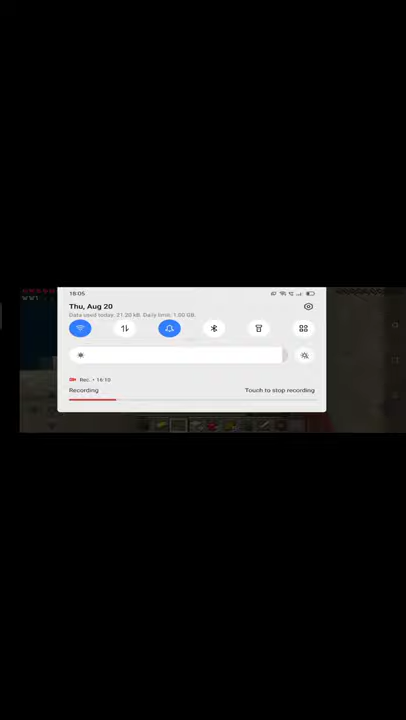 18:05
Thu, Aug 20
Data used today: 21.20 kB. Daily limit: 1.00 GB.
Rec. • 16:10
Recording
Touch to stop recording